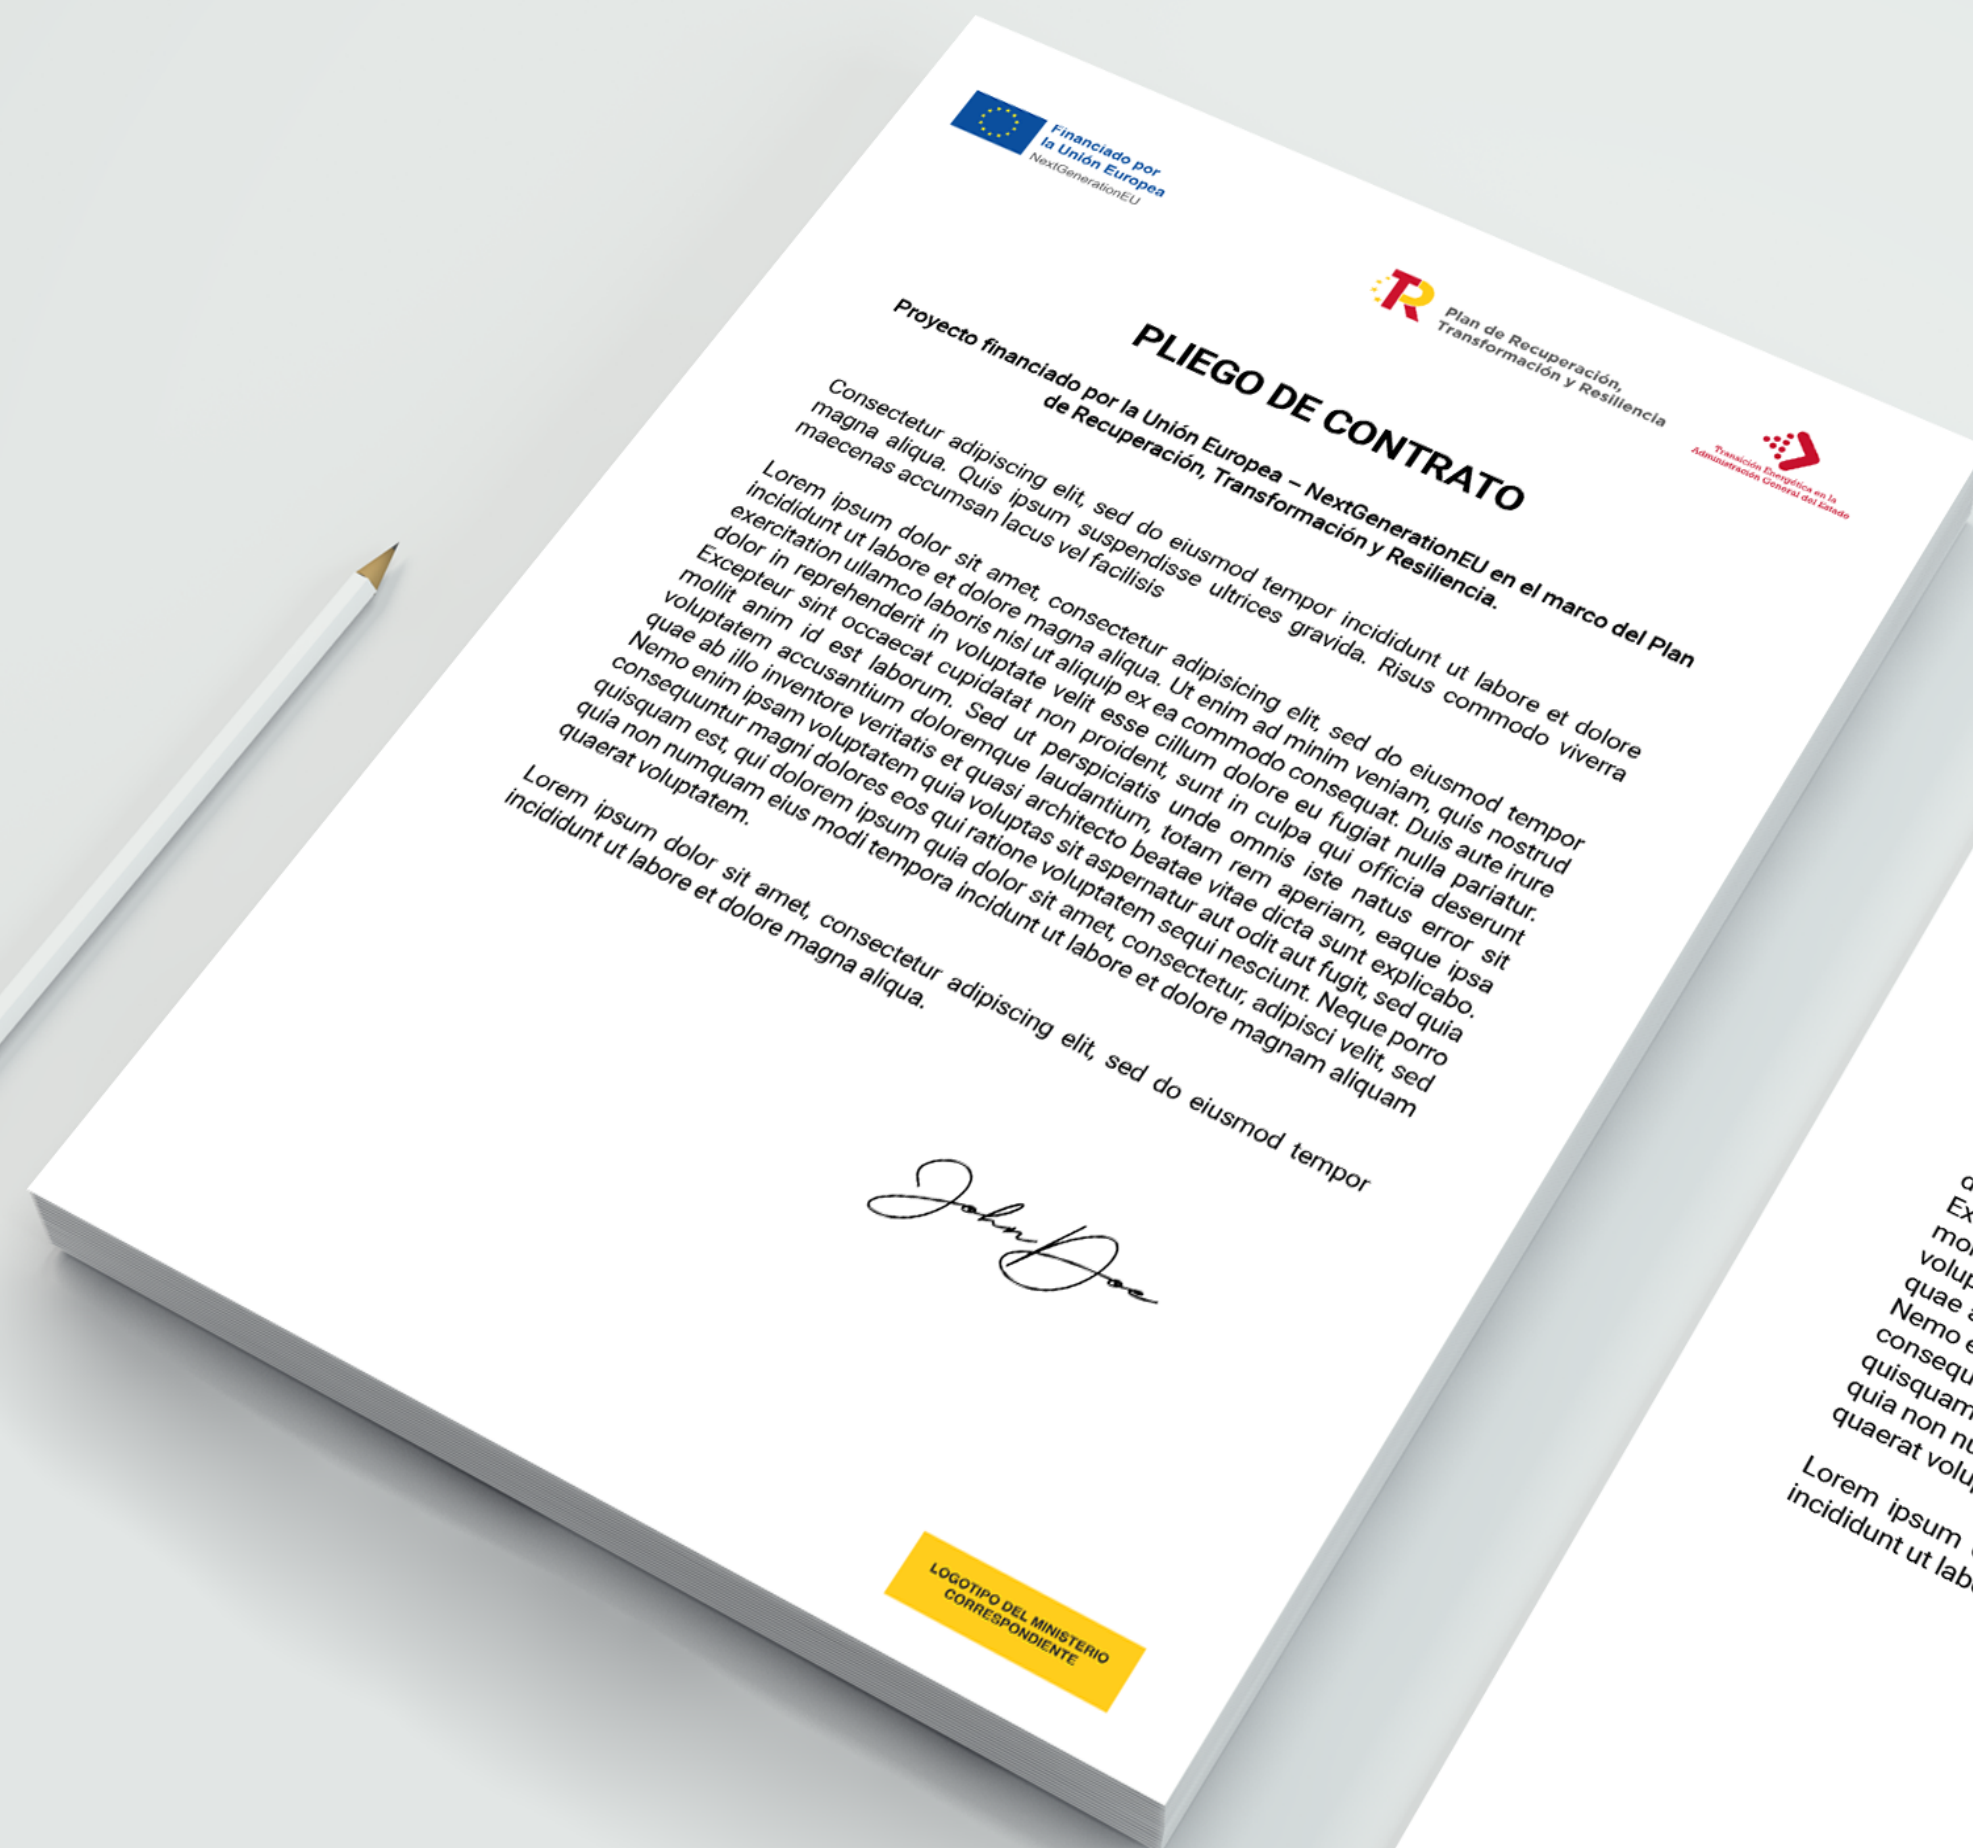 Financiado por
la Unión Europea
NextGenerationEU
Plan de Recuperación,
Transformación y Resiliencia
Transición Energética en la
Administración General del Estado
PLIEGO DE CONTRATO
Proyecto financiado por la Unión Europea – NextGenerationEU en el marco del Plan
de Recuperación, Transformación y Resiliencia.
Consectetur adipiscing elit, sed do eiusmod tempor incididunt ut labore et dolore
magna aliqua. Quis ipsum suspendisse ultrices gravida. Risus commodo viverra
maecenas accumsan lacus vel facilisis
Lorem ipsum dolor sit amet, consectetur adipisicing elit, sed do eiusmod tempor
incididunt ut labore et dolore magna aliqua. Ut enim ad minim veniam, quis nostrud
exercitation ullamco laboris nisi ut aliquip ex ea commodo consequat. Duis aute irure
dolor in reprehenderit in voluptate velit esse cillum dolore eu fugiat nulla pariatur.
Excepteur sint occaecat cupidatat non proident, sunt in culpa qui officia deserunt
mollit anim id est laborum. Sed ut perspiciatis unde omnis iste natus error sit
voluptatem accusantium doloremque laudantium, totam rem aperiam, eaque ipsa
quae ab illo inventore veritatis et quasi architecto beatae vitae dicta sunt explicabo.
Nemo enim ipsam voluptatem quia voluptas sit aspernatur aut odit aut fugit, sed quia
consequuntur magni dolores eos qui ratione voluptatem sequi nesciunt. Neque porro
quisquam est, qui dolorem ipsum quia dolor sit amet, consectetur, adipisci velit, sed
quia non numquam eius modi tempora incidunt ut labore et dolore magnam aliquam
quaerat voluptatem.
Lorem ipsum dolor sit amet, consectetur adipiscing elit, sed do eiusmod tempor
incididunt ut labore et dolore magna aliqua.
John Doe
LOGOTIPO DEL MINISTERIO
CORRESPONDIENTE
d
Ex
mol
volup
quae a
Nemo e
consequ
quisquam
quia non nu
quaerat volu
Lorem ipsum
incididunt ut lab